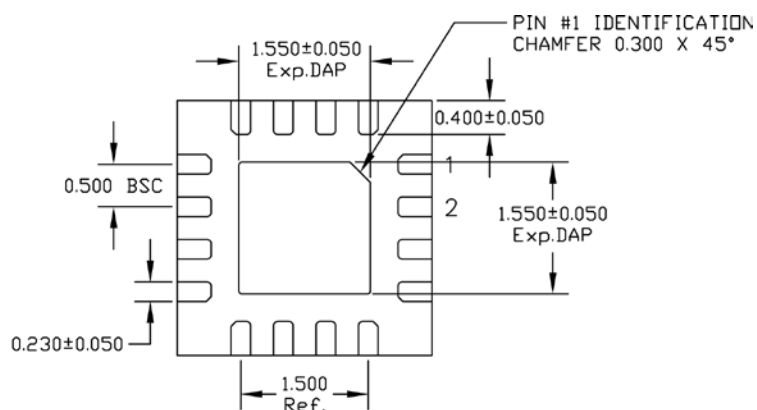 PIN #1 IDENTIFICATION
CHAMFER 0.300 X 45°
1.550±0.050
Exp.DAP
0.400±0.050
1
0.500 BSC
2
1.550±0.050
Exp.DAP
0.230±0.050
1.500
Ref.